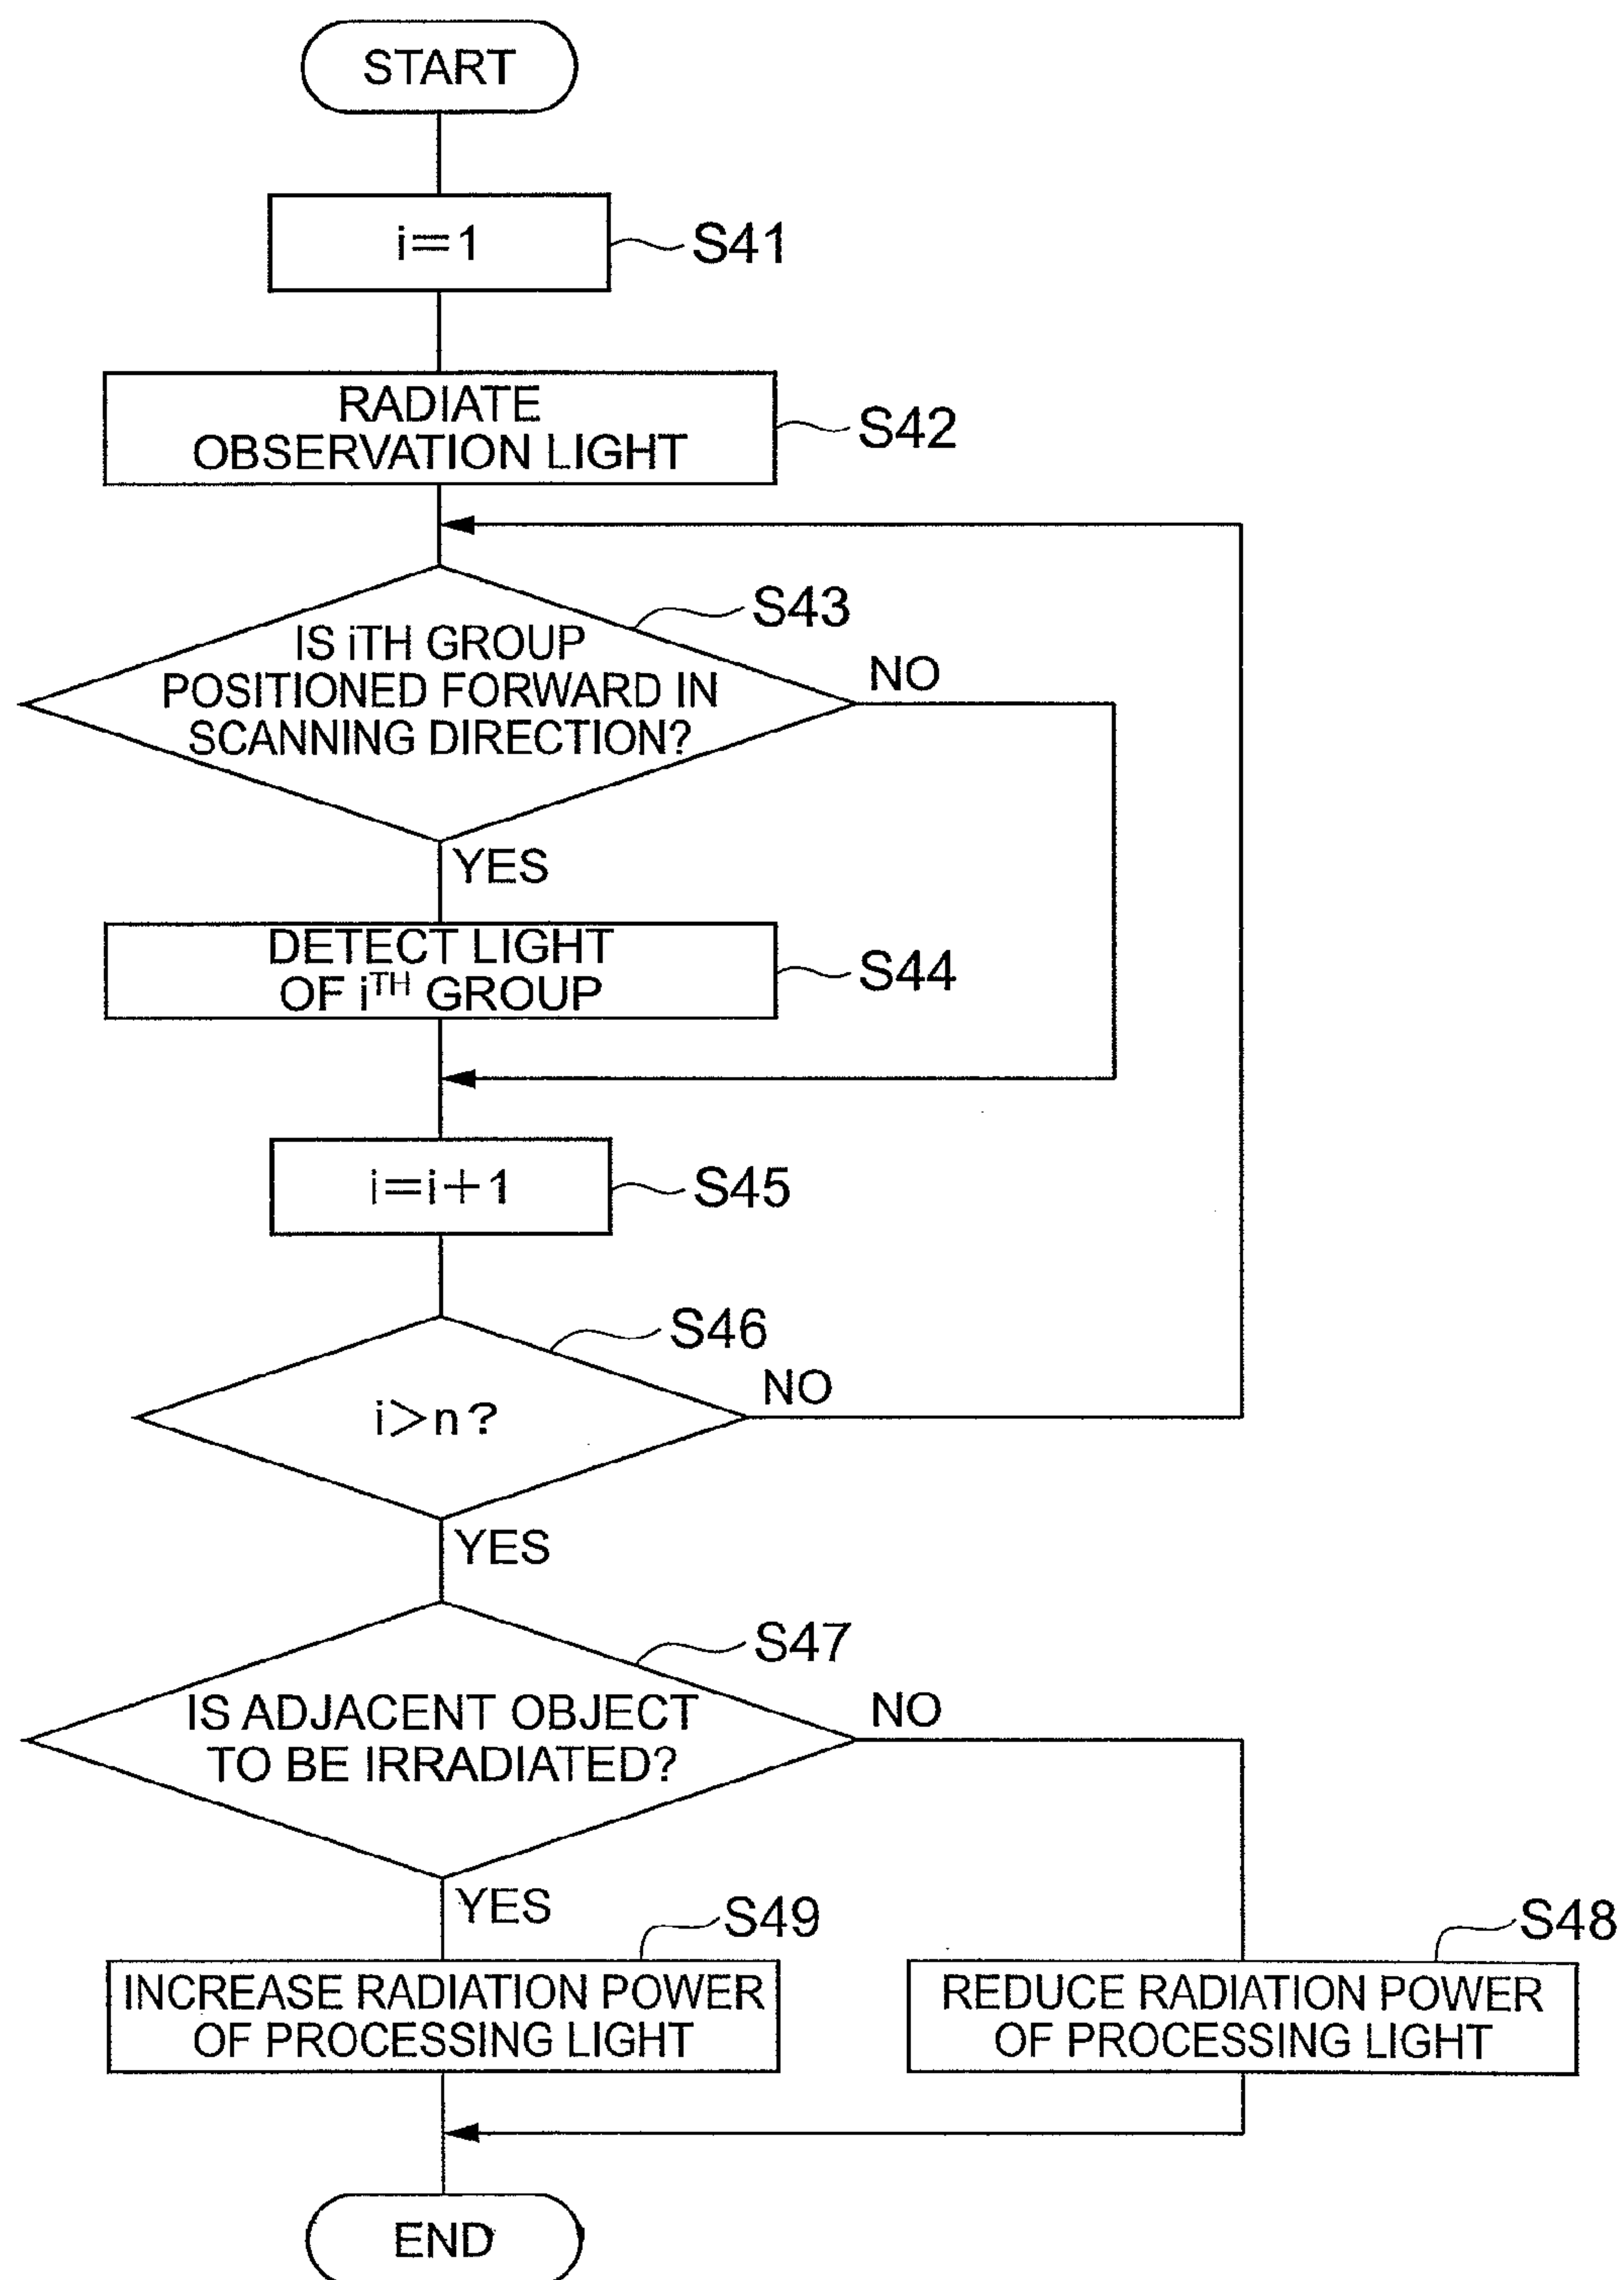 START
i=1
S41
RADIATE
OBSERVATION LIGHT
S42
S43
IS iTH GROUP
POSITIONED FORWARD IN
SCANNING DIRECTION?
NO
YES
DETECT LIGHT
OF iTH GROUP
S44
i=i+1
S45
S46
i>n?
NO
YES
S47
IS ADJACENT OBJECT
TO BE IRRADIATED?
NO
YES
S49
S48
INCREASE RADIATION POWER
OF PROCESSING LIGHT
REDUCE RADIATION POWER
OF PROCESSING LIGHT
END